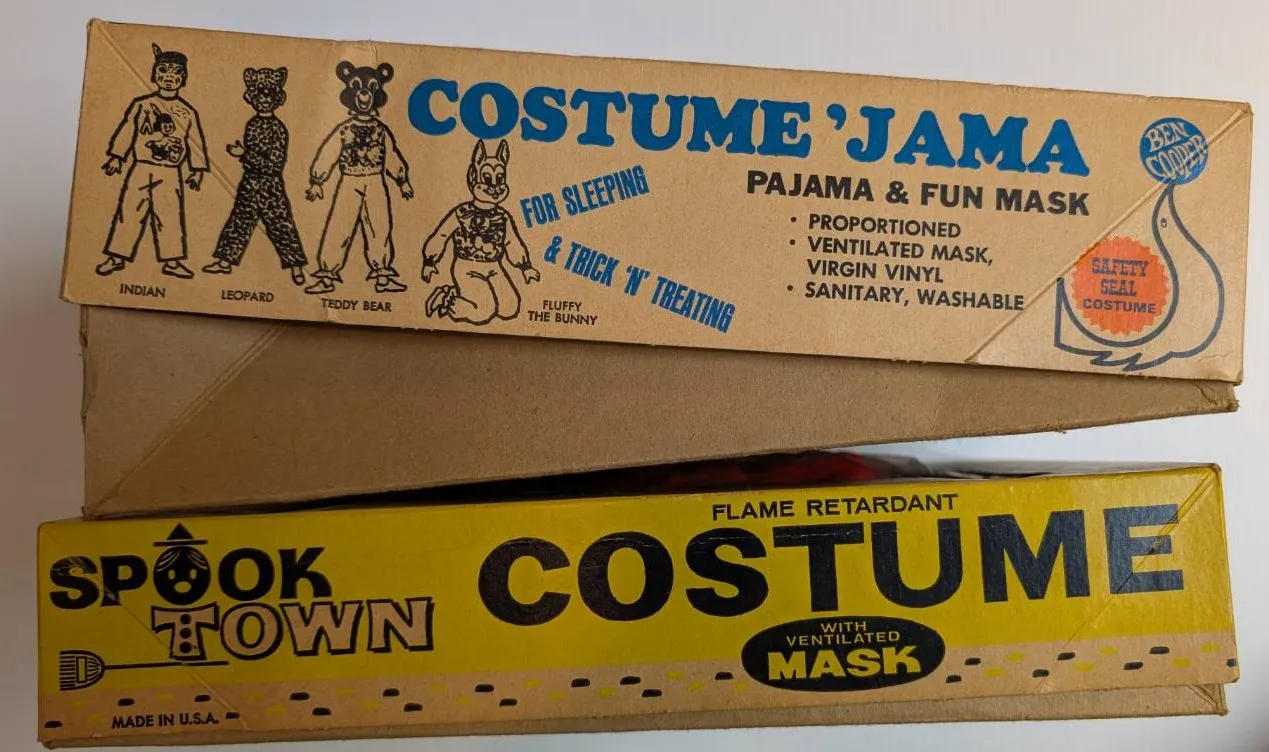 COSTUME 'JAMA
PAJAMA & FUN MASK
• PROPORTIONED
• VENTILATED MASK,
VIRGIN VINYL
• SANITARY, WASHABLE
FOR SLEEPING
& TRICK 'N' TREATING
INDIAN
LEOPARD
TEDDY BEAR
FLUFFY
THE BUNNY
BEN
COOPER
SAFETY
SEAL
COSTUME
SPOOK
TOWN
FLAME RETARDANT
COSTUME
WITH
VENTILATED
MASK
MADE IN U.S.A.